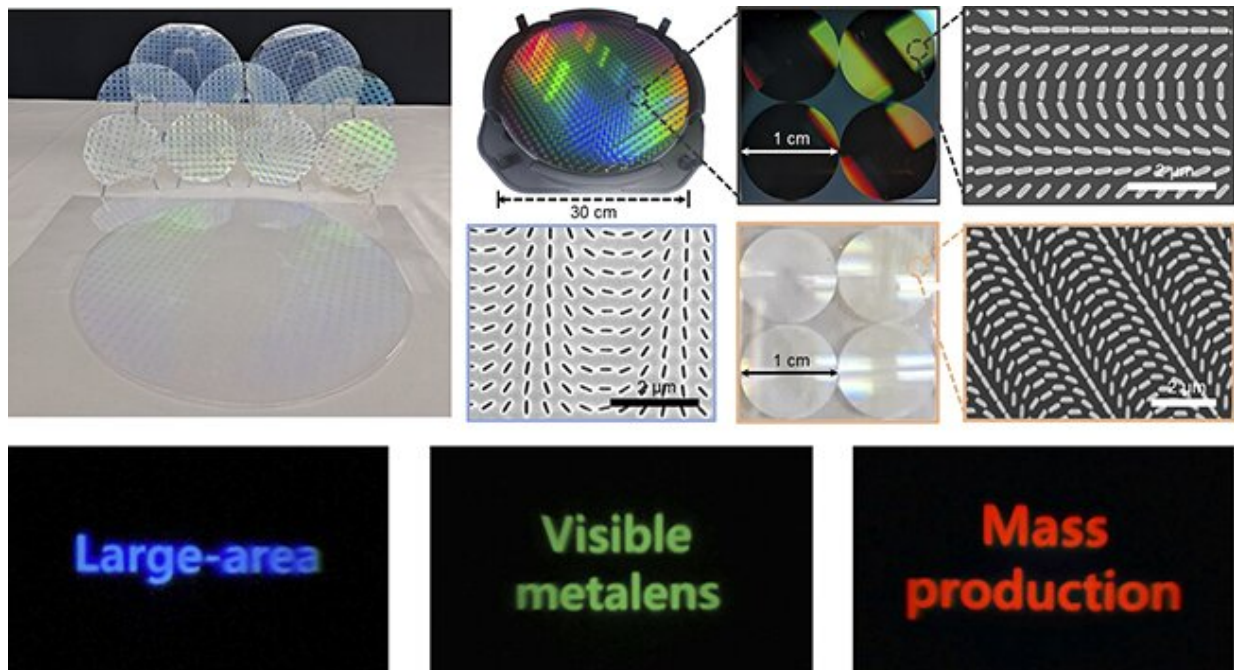 1 cm
2 μm
30 cm
2 μm
1 cm
2 μm
Large-area
Visible
metalens
Mass
production